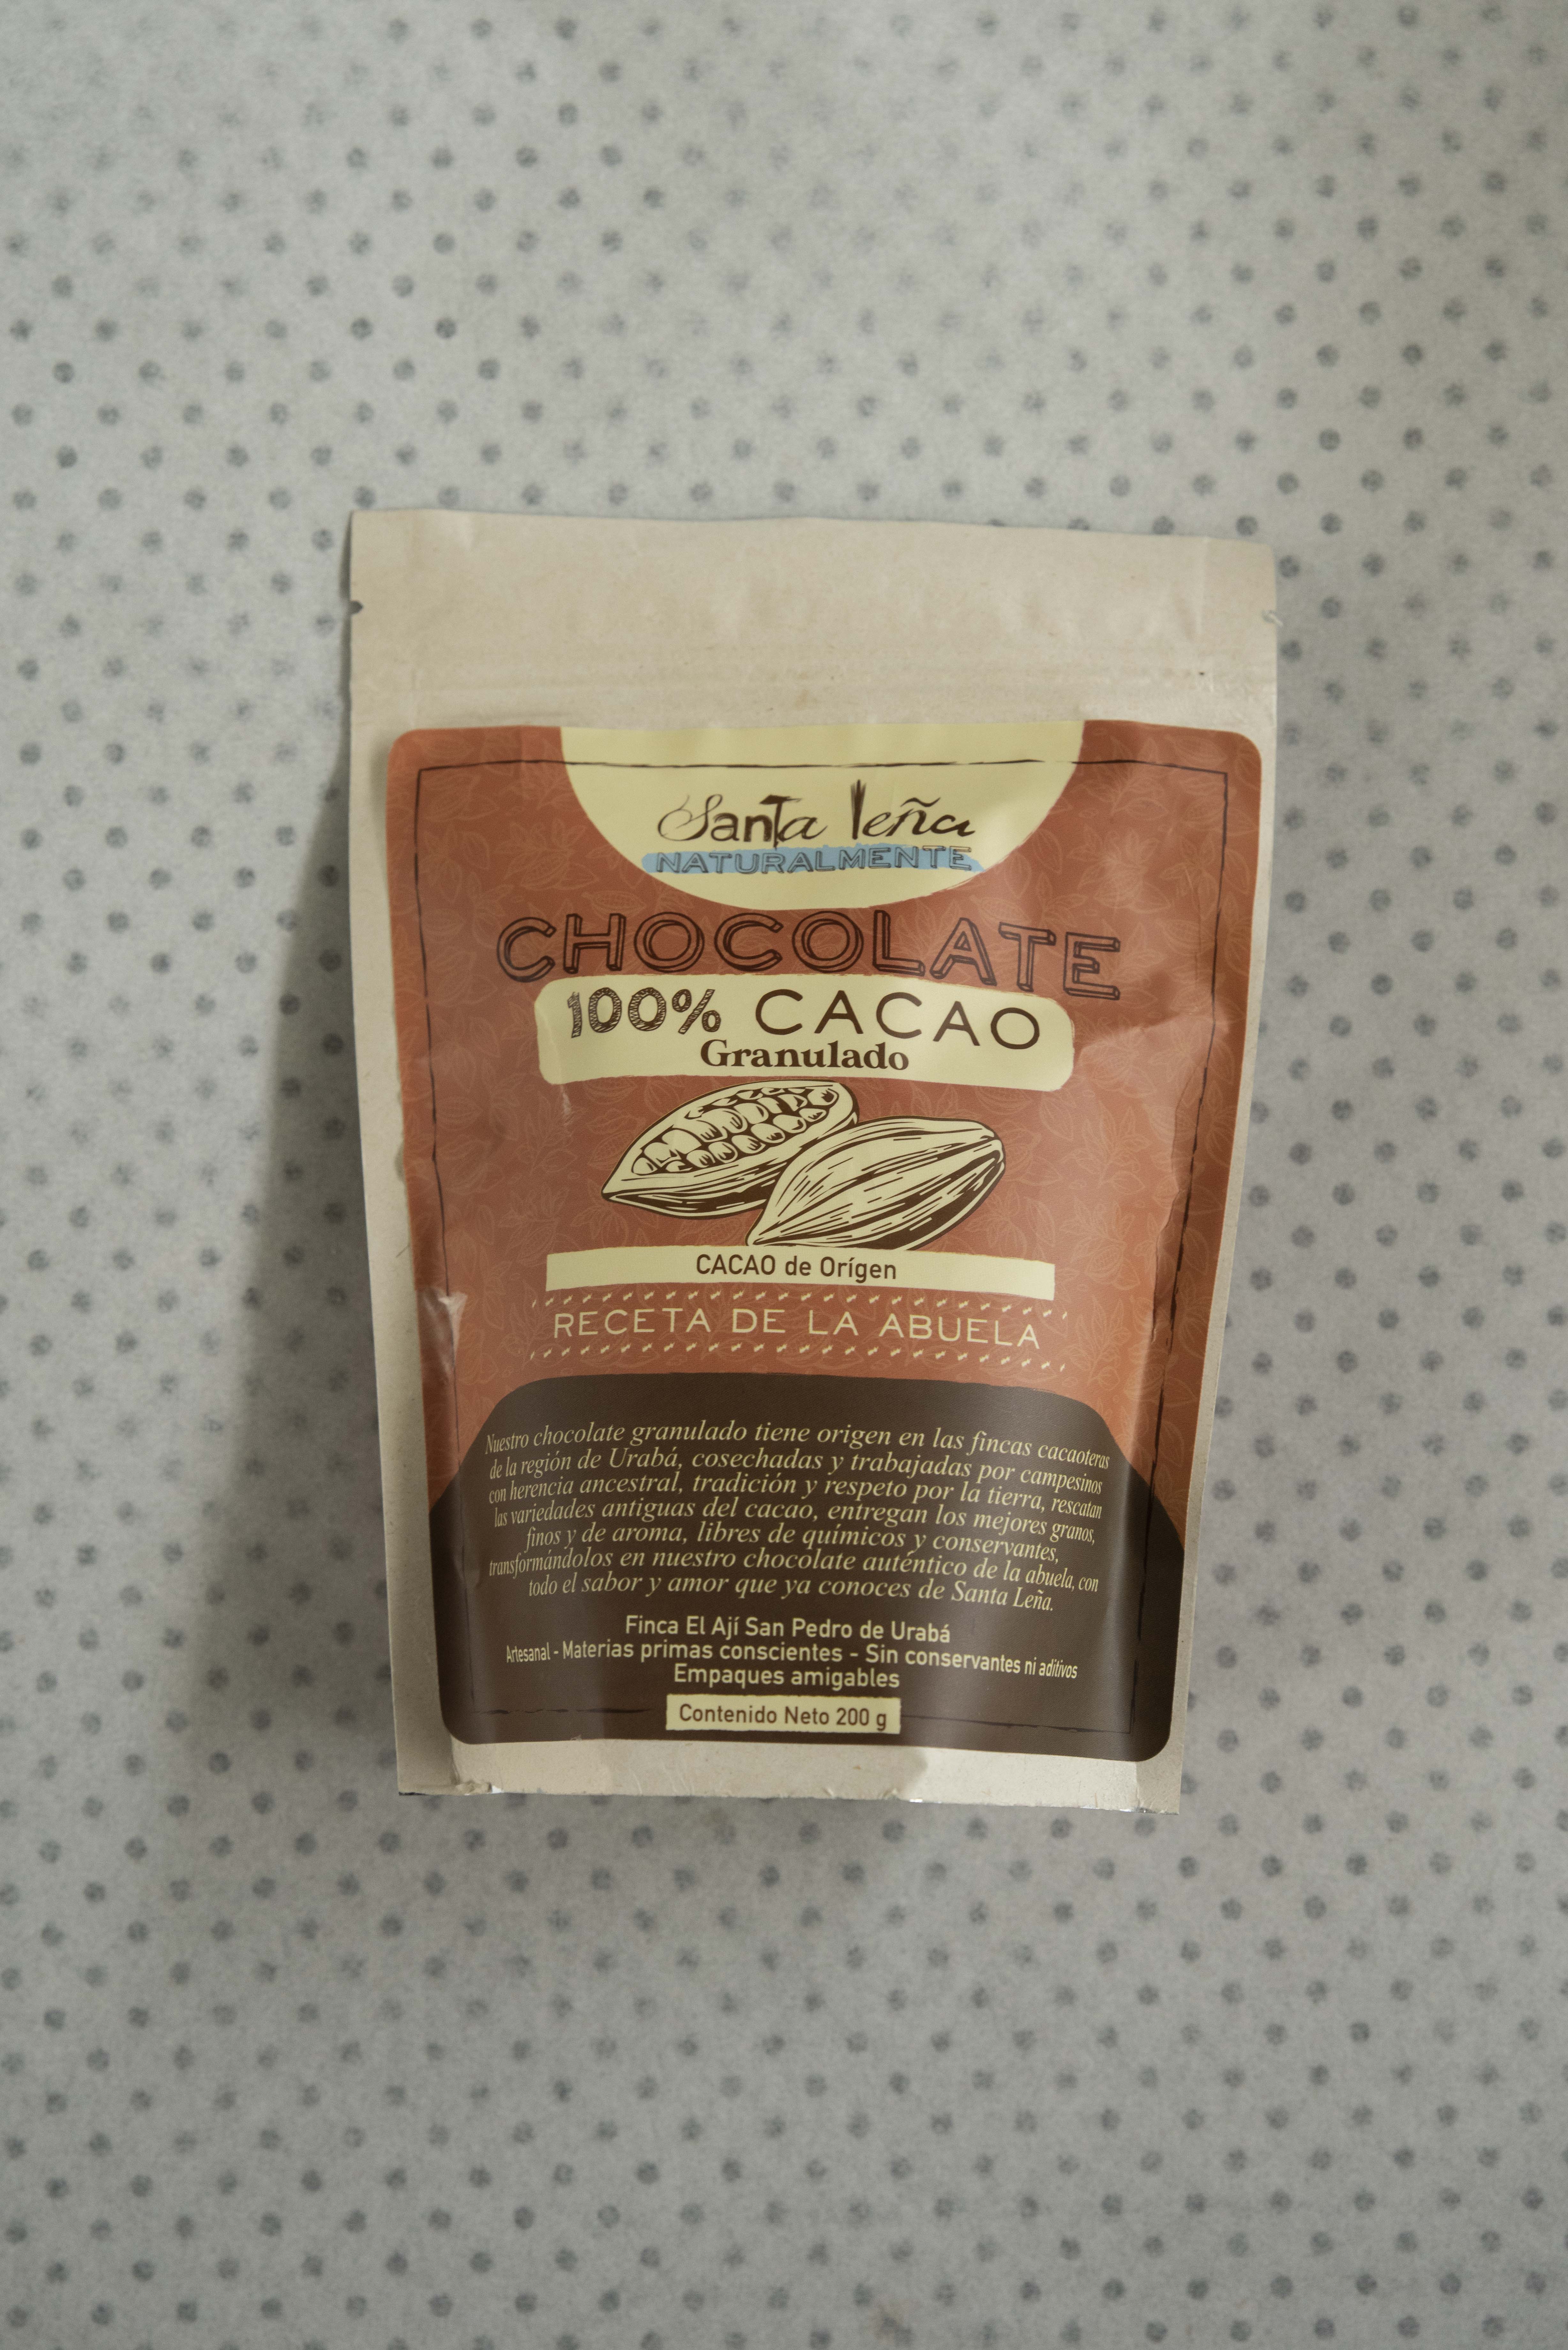 Santa leña
NATURALMENTE
CHOCOLATE
100% CACAO
Granulado
CACAO de Orígen
RECETA DE LA ABUELA
Nuestro chocolate granulado tiene origen en las fincas cacaoteras
de la región de Urabá, cosechadas y trabajadas por campesinos
con herencia ancestral, tradición y respeto por la tierra, rescatan
las variedades antiguas del cacao, entregan los mejores granos,
finos y de aroma, libres de químicos y conservantes,
transformándolos en nuestro chocolate auténtico de la abuela, con
todo el sabor y amor que ya conoces de Santa Leña.
Finca El Ají San Pedro de Urabá
Artesanal - Materias primas conscientes - Sin conservantes ni aditivos
Empaques amigables
Contenido Neto 200 g